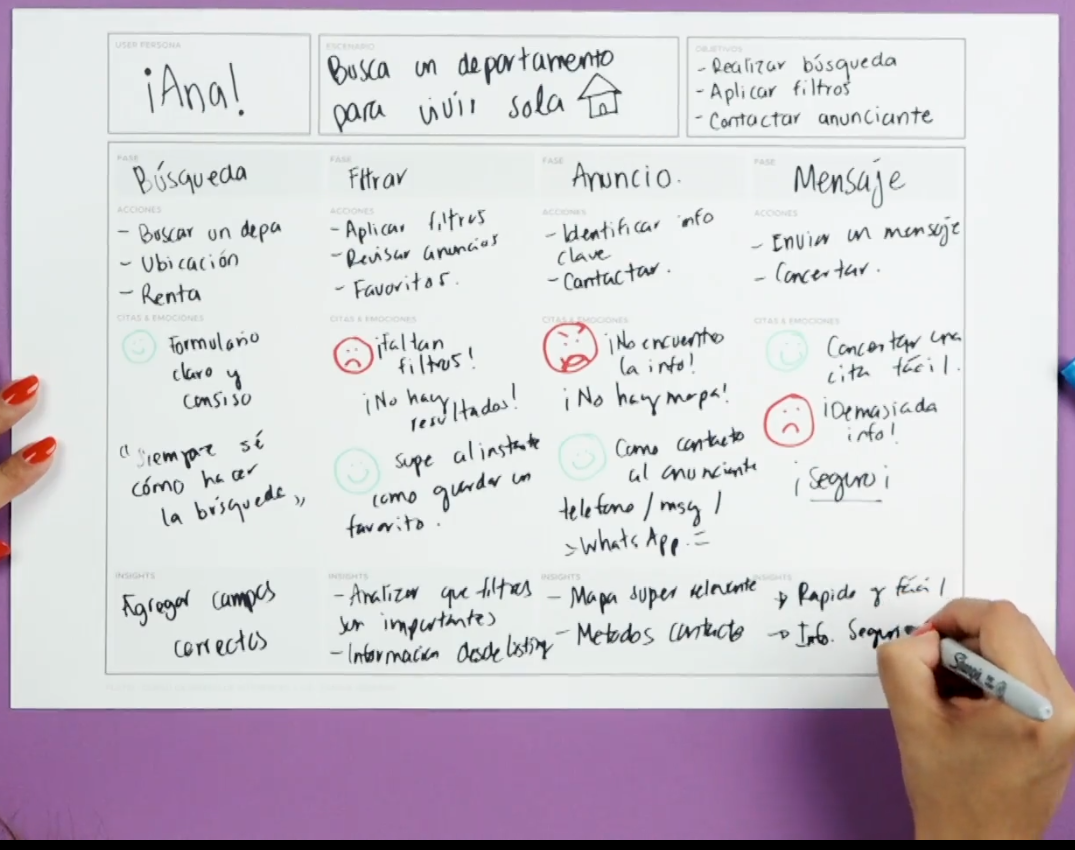 USER PERSONA
¡Ana!
ESCENARIO
Busca un departamento
para vivir sola
OBJETIVOS
- Realizar búsqueda
- Aplicar filtros
- Contactar anunciante
FASE
Búsqueda
ACCIONES
- Buscar un depa
- Ubicación
- Renta
CITAS & EMOCIONES
Formulario
claro y
consiso
"Siempre sé
cómo hacer
la búsqueda"
INSIGHTS
Agregar campos
correctos
FASE
Filtrar
ACCIONES
- Aplicar filtros
- Revisar anuncios
- Favoritos.
CITAS & EMOCIONES
¡faltan
filtros!
¡No hay
resultados!
supe al instante
como guardar un
favorito.
INSIGHTS
- Analizar que filtros
son importantes
- Información desde listing
FASE
Anuncio.
ACCIONES
- Identificar info
clave
- Contactar.
CITAS & EMOCIONES
¡No encuentro
la info!
¡No hay mapa!
Como contacto
al anunciante
telefono / msg /
> WhatsApp. =
INSIGHTS
- Mapa super relevante
- Metodos contacto
FASE
Mensaje
ACCIONES
- Enviar un mensaje
- Concertar.
CITAS & EMOCIONES
Concertar una
cita fácil.
¡Demasiada
info!
¡Seguro¡
INSIGHTS
→ Rapido y fácil
→ Info.
Sharpie